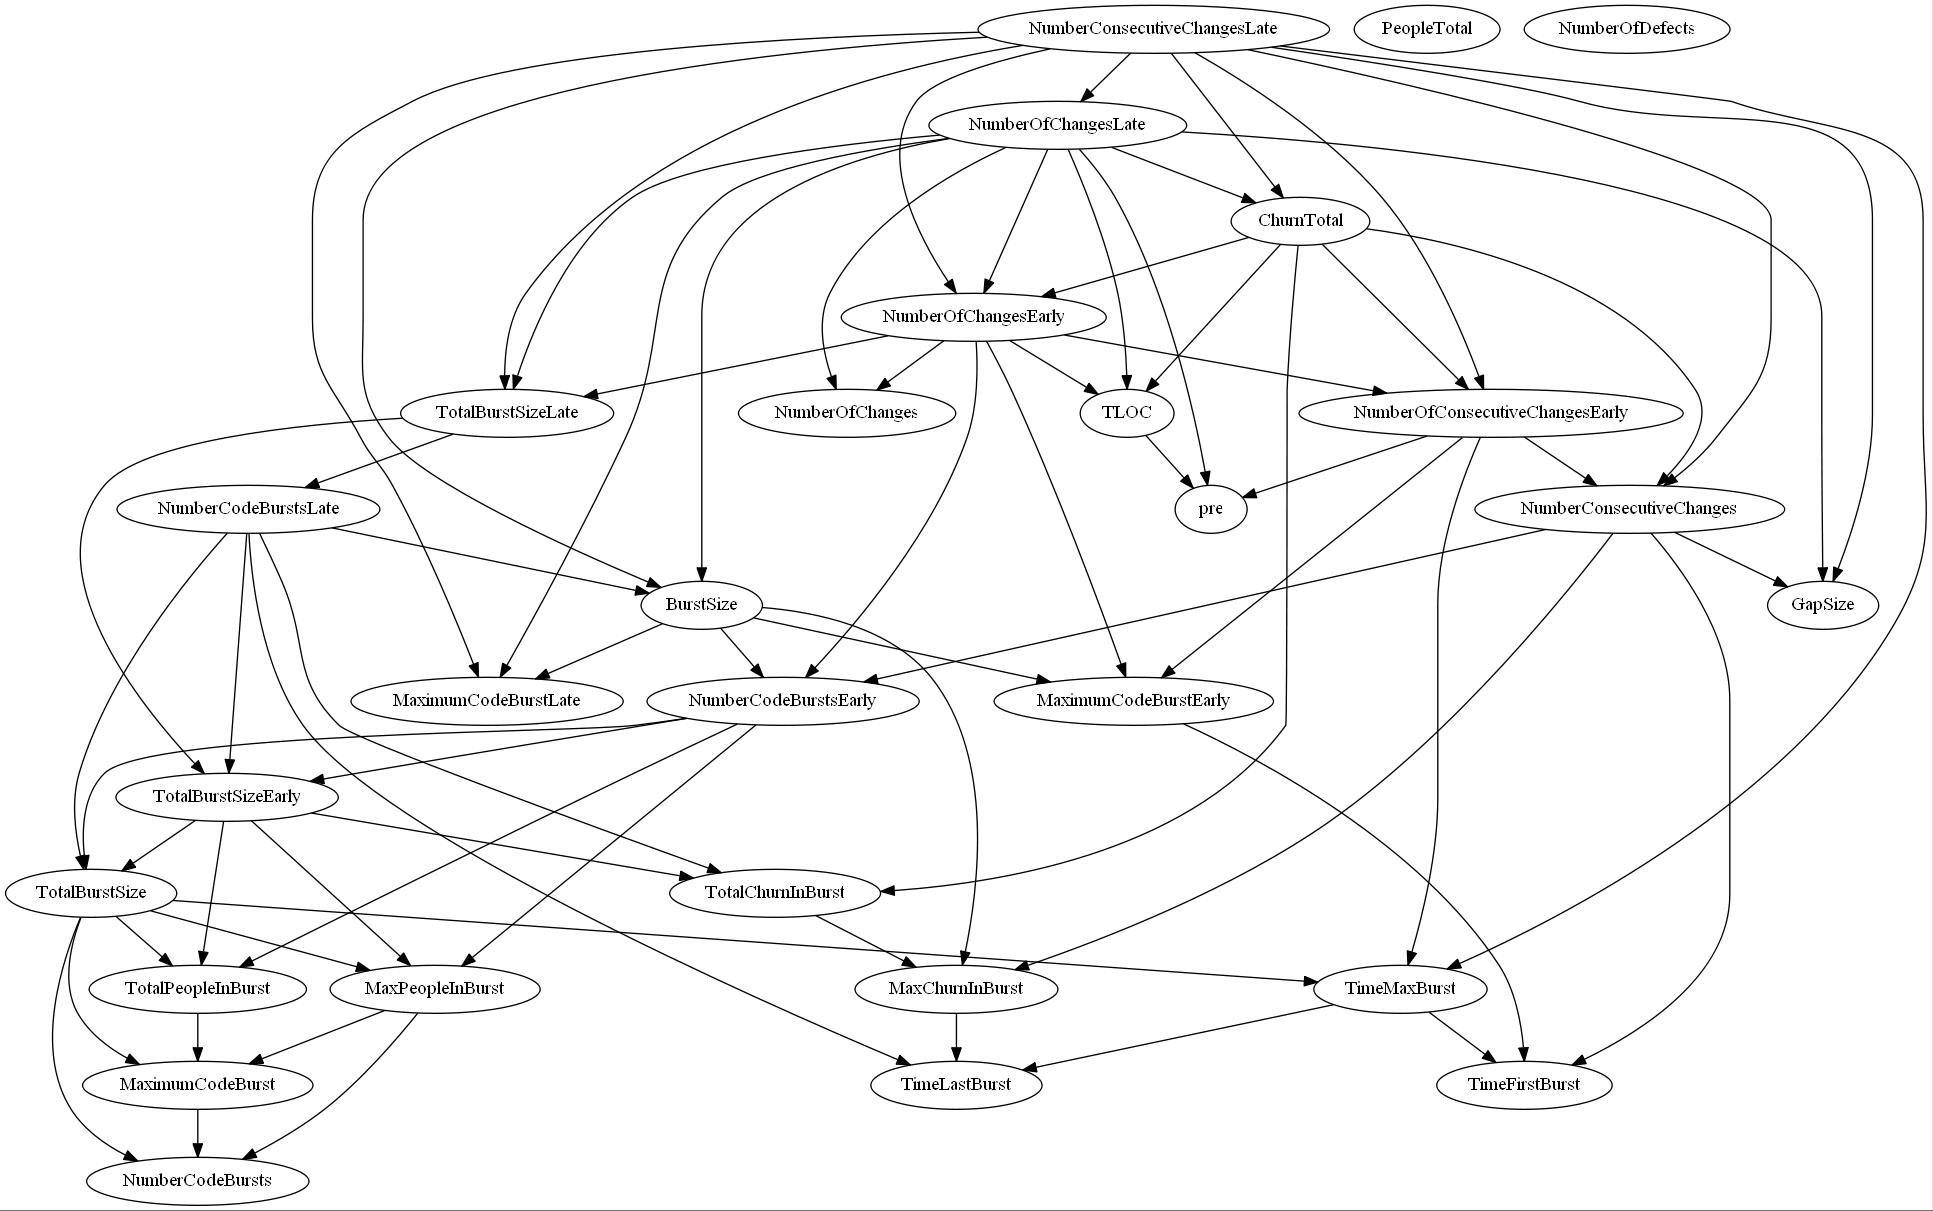 NumberConsecutiveChangesLate
PeopleTotal
NumberOfDefects
NumberOfChangesLate
ChurnTotal
NumberOfChangesEarly
TotalBurstSizeLate
NumberOfChanges
TLOC
NumberOfConsecutiveChangesEarly
NumberCodeBurstsLate
pre
NumberConsecutiveChanges
BurstSize
GapSize
MaximumCodeBurstLate
NumberCodeBurstsEarly
MaximumCodeBurstEarly
TotalBurstSizeEarly
TotalBurstSize
TotalChurnInBurst
TotalPeopleInBurst
MaxPeopleInBurst
MaxChurnInBurst
TimeMaxBurst
MaximumCodeBurst
TimeLastBurst
TimeFirstBurst
NumberCodeBursts